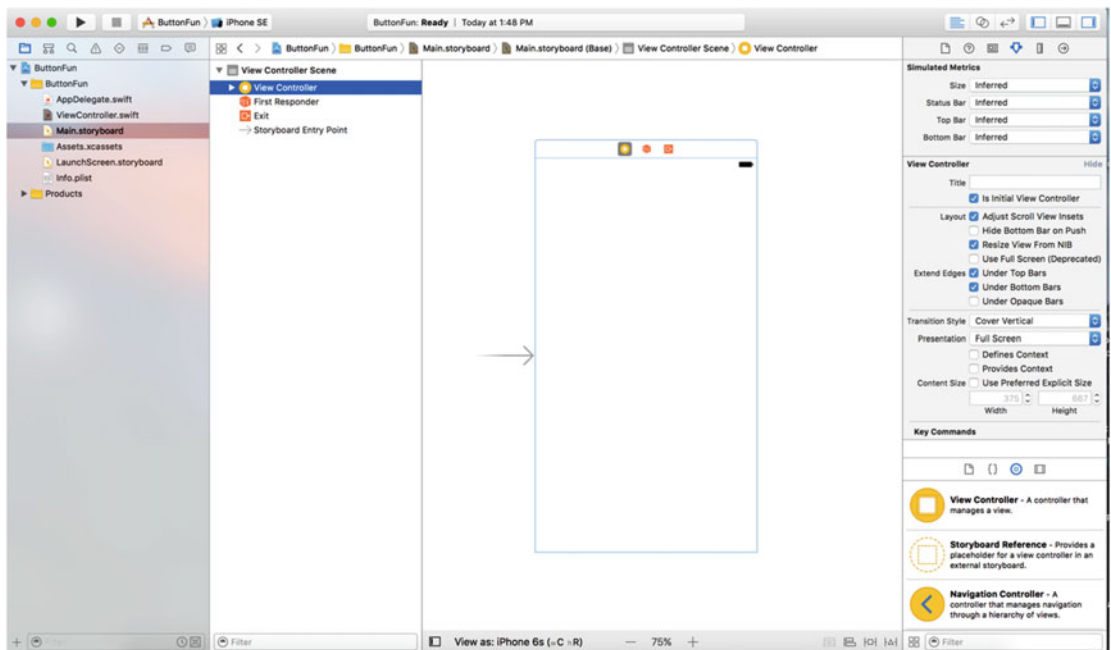 ButtonFun
iPhone SE
ButtonFun: Ready | Today at 1:48 PM
ButtonFun
ButtonFun
Main.storyboard
Main.storyboard (Base)
View Controller Scene
View Controller
ButtonFun
ButtonFun
AppDelegate.swift
ViewController.swift
Main.storyboard
Assets.xcassets
LaunchScreen.storyboard
Info.plist
Products
View Controller Scene
View Controller
First Responder
Exit
Storyboard Entry Point
Filter
View as: iPhone 6s (wC hR)
— 75% +
Simulated Metrics
Size Inferred
Status Bar Inferred
Top Bar Inferred
Bottom Bar Inferred
View Controller Hide
Title
Is Initial View Controller
Layout Adjust Scroll View Insets
Hide Bottom Bar on Push
Resize View From NIB
Use Full Screen (Deprecated)
Extend Edges Under Top Bars
Under Bottom Bars
Under Opaque Bars
Transition Style Cover Vertical
Presentation Full Screen
Defines Context
Provides Context
Content Size Use Preferred Explicit Size
375 667
Width Height
Key Commands
{}
View Controller - A controller that
manages a view.
Storyboard Reference - Provides a
placeholder for a view controller in an
external storyboard.
Navigation Controller - A
controller that manages navigation
through a hierarchy of views.
Filter